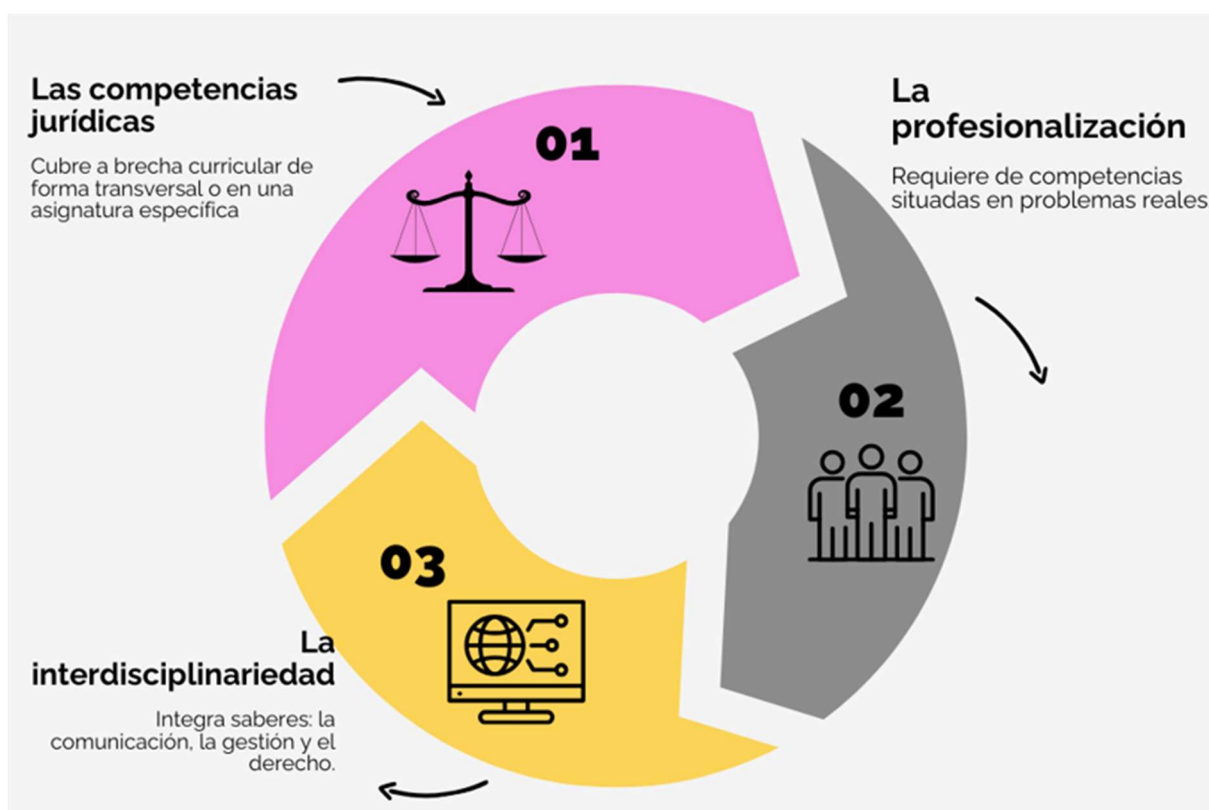 Las competencias
jurídicas
Cubre a brecha curricular de
forma transversal o en una
asignatura específica
01
La
profesionalización
Requiere de competencias
situadas en problemas reales
02
03
La
interdisciplinariedad
Integra saberes: la
comunicación, la gestión y el
derecho.